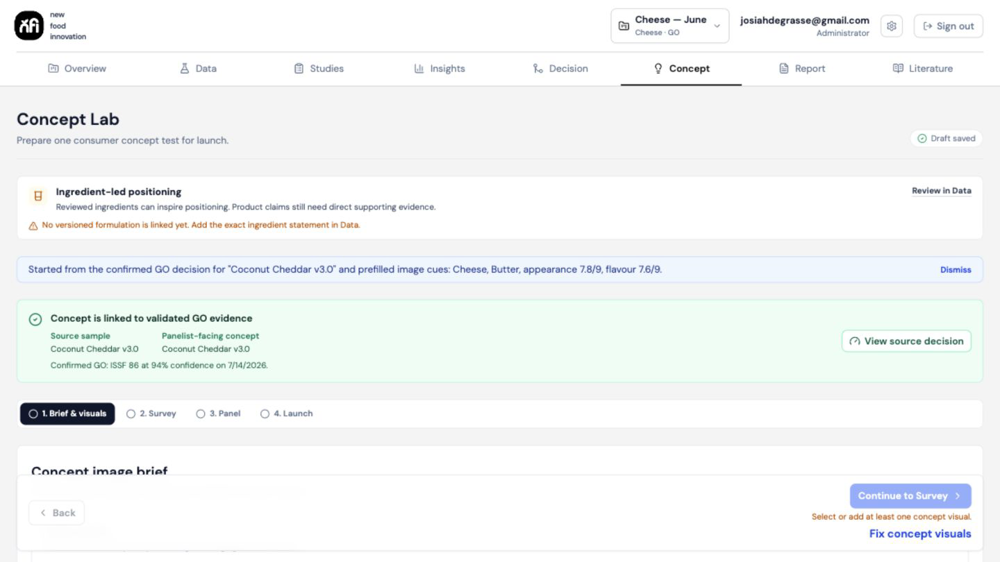 nfi
new
food
innovation
Cheese — June
Cheese · GO
josiahdegrasse@gmail.com
Administrator
Sign out
Overview
Data
Studies
Insights
Decision
Concept
Report
Literature
Concept Lab
Prepare one consumer concept test for launch.
Draft saved
Ingredient-led positioning
Review in Data
Reviewed ingredients can inspire positioning. Product claims still need direct supporting evidence.
No versioned formulation is linked yet. Add the exact ingredient statement in Data.
Started from the confirmed GO decision for "Coconut Cheddar v3.0" and prefilled image cues: Cheese, Butter, appearance 7.8/9, flavour 7.6/9.
Dismiss
Concept is linked to validated GO evidence
Source sample
Panelist-facing concept
Coconut Cheddar v3.0
Coconut Cheddar v3.0
Confirmed GO: ISSF 86 at 94% confidence on 7/14/2026.
View source decision
1. Brief & visuals
2. Survey
3. Panel
4. Launch
Concept image brief
Back
Continue to Survey
Select or add at least one concept visual.
Fix concept visuals